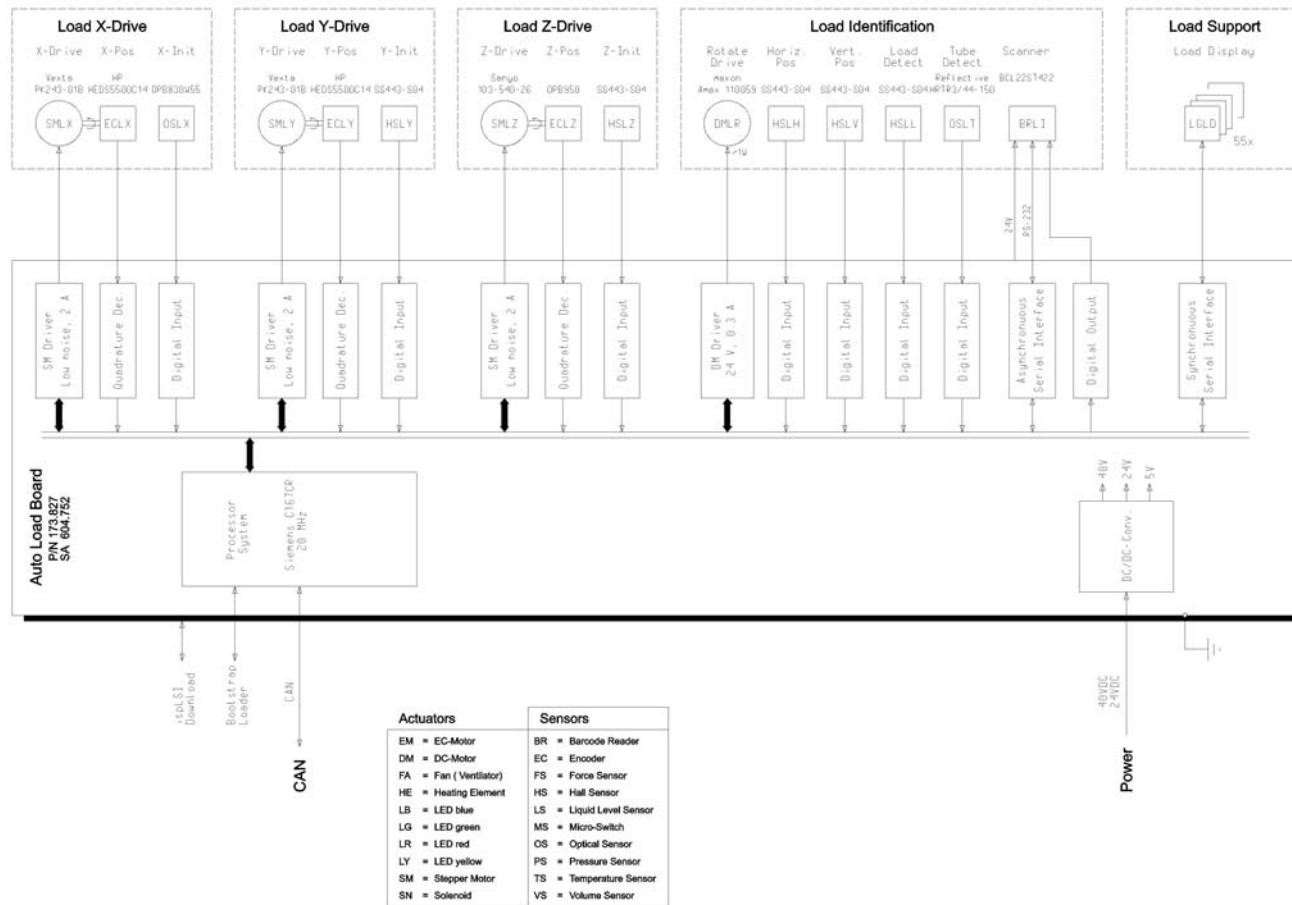 Load X-Drive
X-Drive X-Pos X-Init
Vexta HP
PK243-01B HEDS5500C14 OPB830W55
SMLX ECLX OSLX
Load Y-Drive
Y-Drive Y-Pos Y-Init
Vexta HP
PK243-01B HEDS5500C14 SS443-S04
SMLY ECLY HSLY
Load Z-Drive
Z-Drive Z-Pos Z-Init
Sanyo
103-540-26 OPB950 SS443-S04
SMLZ ECLZ HSLZ
Load Identification
Rotate Horiz. Vert. Load Tube Scanner
Drive Pos Pos Detect Detect
maxon Reflective BCL22ST422
Amax 110059 SS443-S04 SS443-S04 SS443-S04
DMLR HSLH HSLV HSLL OSLT BRLI
Load Support
Load Display
LGLD
55x
24V
RS-232
SM Driver
Low noise, 2 A
Quadrature Dec.
Digital Input
SM Driver
Low noise, 2 A
Quadrature Dec.
Digital Input
SM Driver
Low noise, 2 A
Quadrature Dec.
Digital Input
DM Driver
24 V, 0.3 A
Digital Input
Digital Input
Digital Input
Digital Input
Asynchronuous
Serial Interface
Digital Output
Synchronuous
Serial Interface
Auto Load Board
P/N 173.827
SA 604.752
Processor
System
Siemens C167CR
20 MHz
40V
24V
5V
DC/DC-Conv.
ispLSI
Download
Bootstrap
Loader
CAN
CAN
40VDC
24VDC
Power
Actuators
EM = EC-Motor
DM = DC-Motor
FA = Fan ( Ventilator)
HE = Heating Element
LB = LED blue
LG = LED green
LR = LED red
LY = LED yellow
SM = Stepper Motor
SN = Solenoid
Sensors
BR = Barcode Reader
EC = Encoder
FS = Force Sensor
HS = Hall Sensor
LS = Liquid Level Sensor
MS = Micro-Switch
OS = Optical Sensor
PS = Pressure Sensor
TS = Temperature Sensor
VS = Volume Sensor